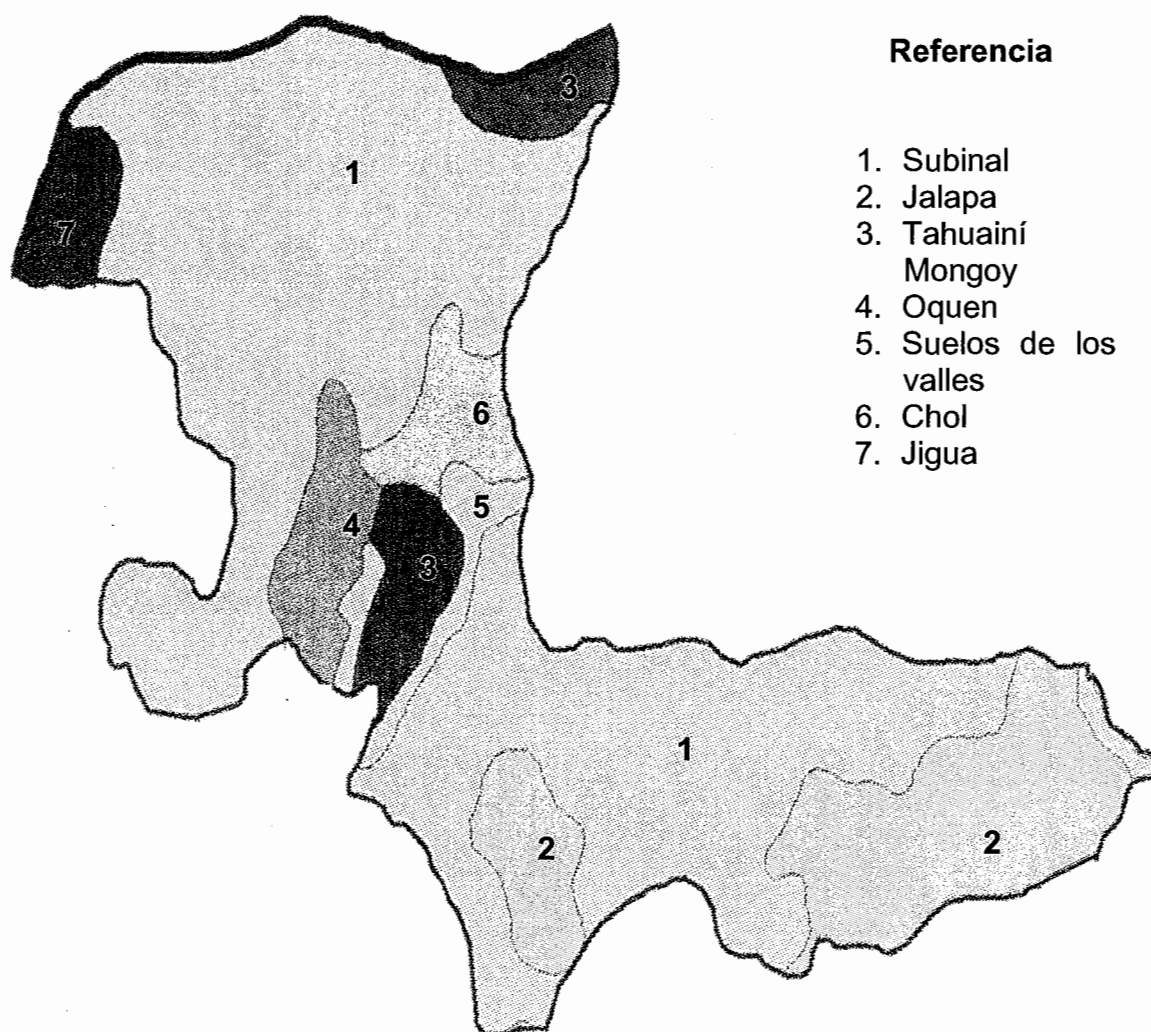 Referencia
1. Subinal
2. Jalapa
3. Tahuainí
Mongoy
4. Oquen
5. Suelos de los
valles
6. Chol
7. Jigua
3
1
7
6
5
4
3
1
2
2